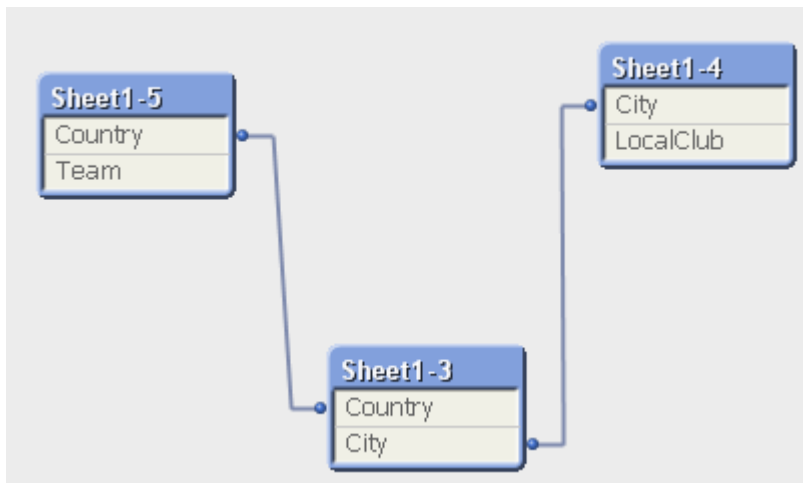 Sheet1-5
Country
Team
Sheet1-4
City
LocalClub
Sheet1-3
Country
City